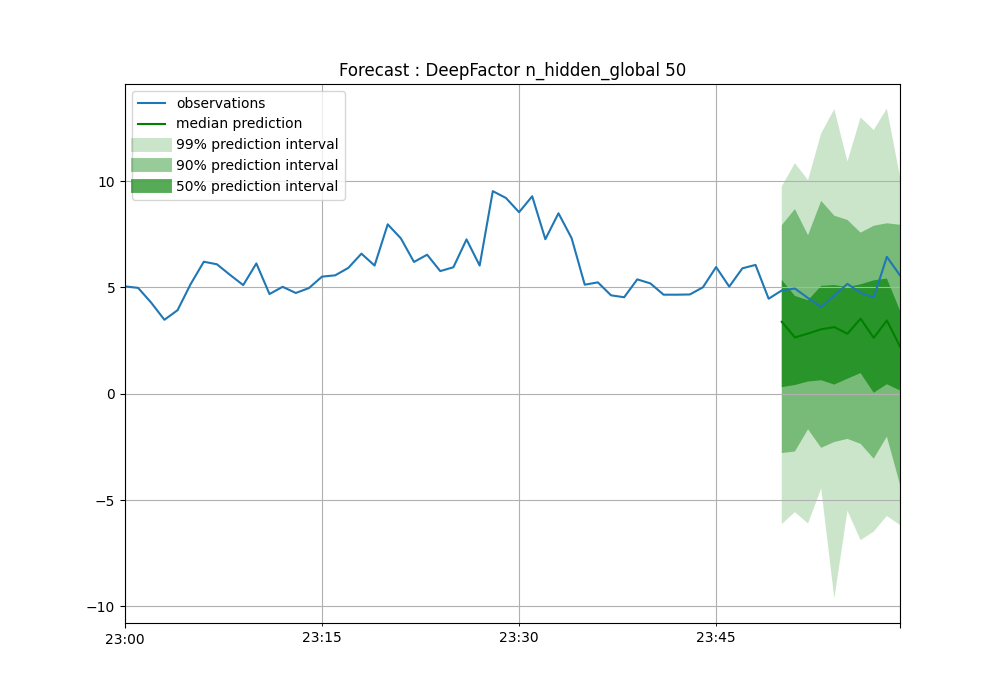 Forecast : DeepFactor n_hidden_global 50
observations
median prediction
99% prediction interval
90% prediction interval
50% prediction interval
10
5
0
−5
−10
23:00
23:15
23:30
23:45